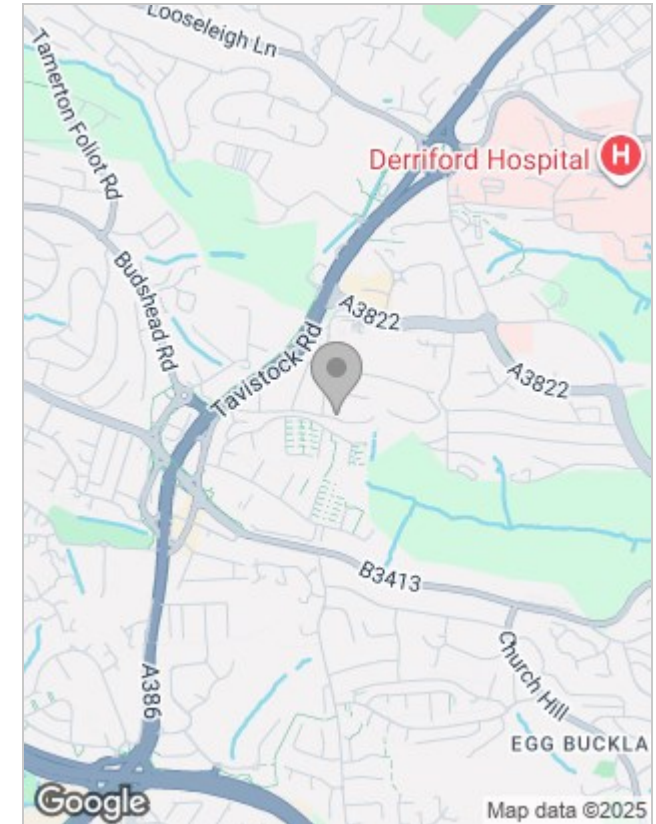 Looseleigh Ln
Tamerton Foliot Rd
Derriford Hospital
H
Budshead Rd
A3822
Tavistock Rd
A3822
B3413
Church Hill
A386
EGG BUCKLA
Google
Map data ©2025